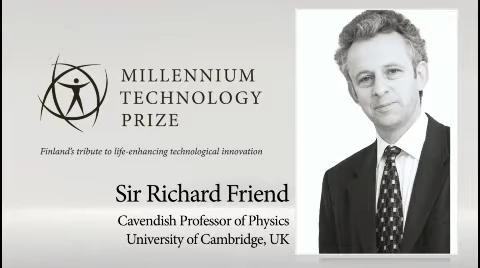 MILLENNIUM
TECHNOLOGY
PRIZE
Finland's tribute to life-enhancing technological innovation
Sir Richard Friend
Cavendish Professor of Physics
University of Cambridge, UK